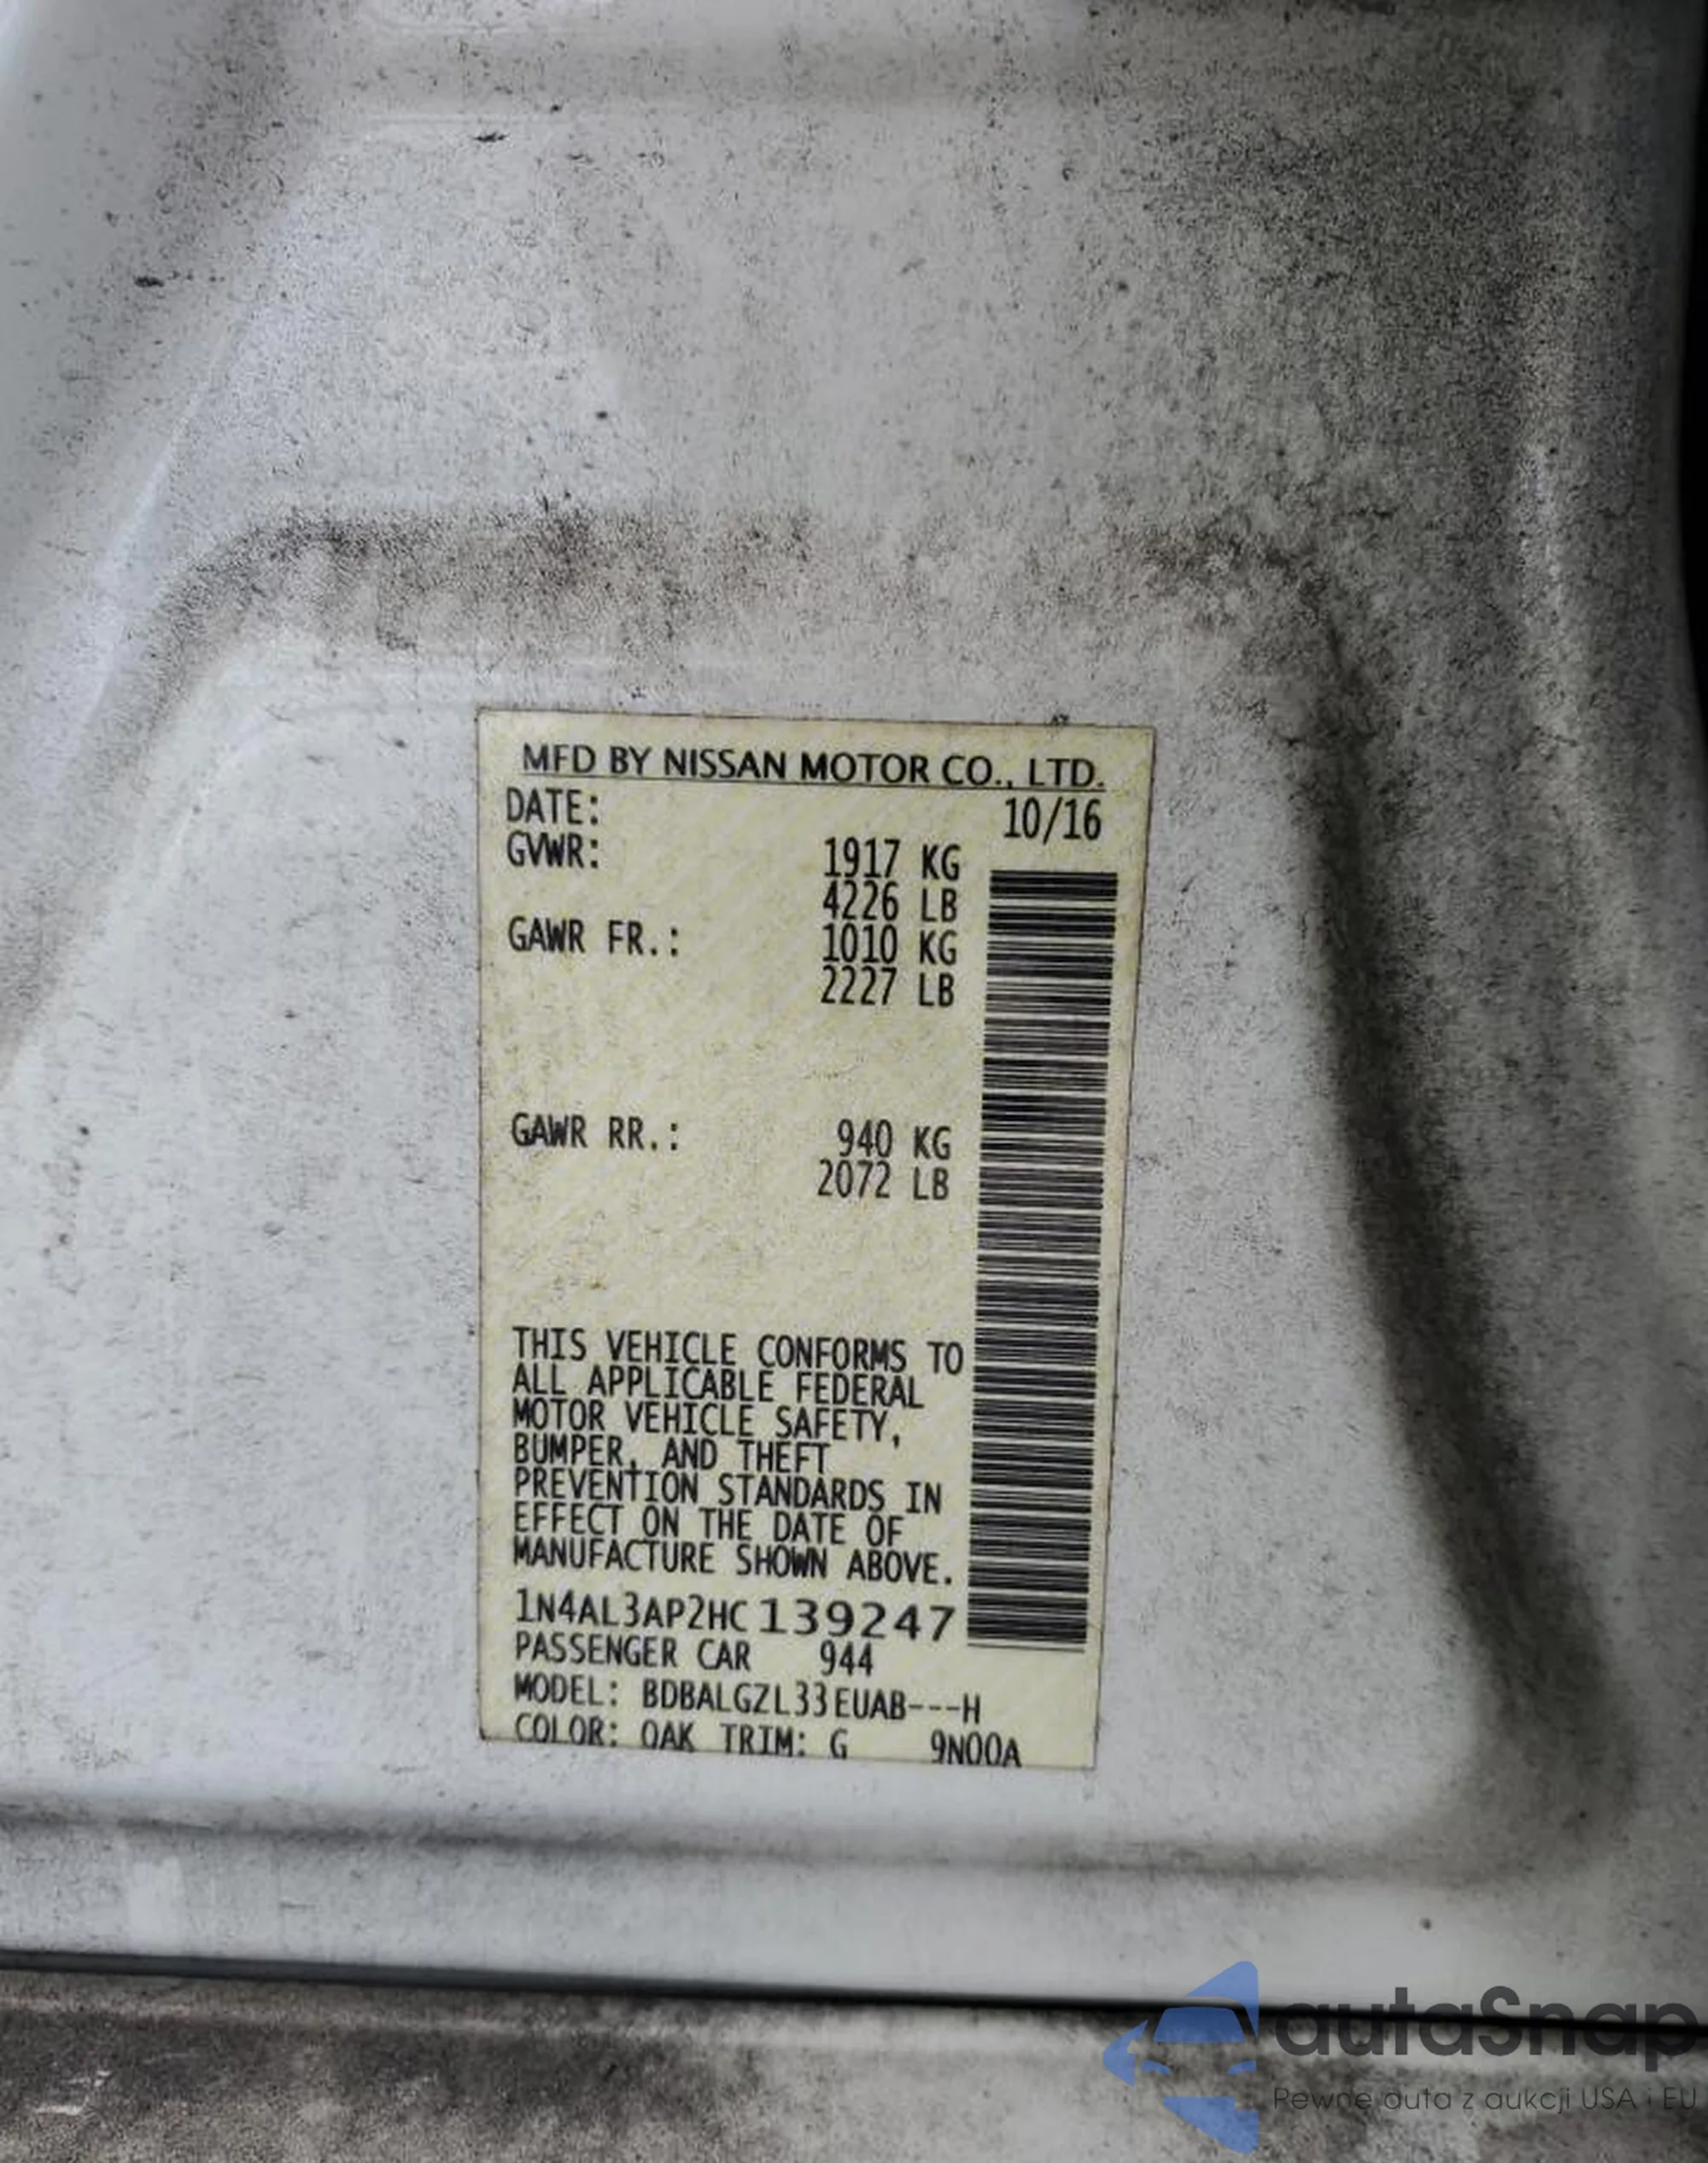 MFD BY NISSAN MOTOR CO., LTD.
DATE: 10/16
GVWR: 1917 KG
4226 LB
GAWR FR.: 1010 KG
2227 LB
GAWR RR.: 940 KG
2072 LB
THIS VEHICLE CONFORMS TO
ALL APPLICABLE FEDERAL
MOTOR VEHICLE SAFETY,
BUMPER, AND THEFT
PREVENTION STANDARDS IN
EFFECT ON THE DATE OF
MANUFACTURE SHOWN ABOVE.
1N4AL3AP2HC139247
PASSENGER CAR 944
MODEL: BDBALGZL33EUAB---H
COLOR: QAK TRIM: G 9N00A
autaSnap
Pewne auta z aukcji USA i EU